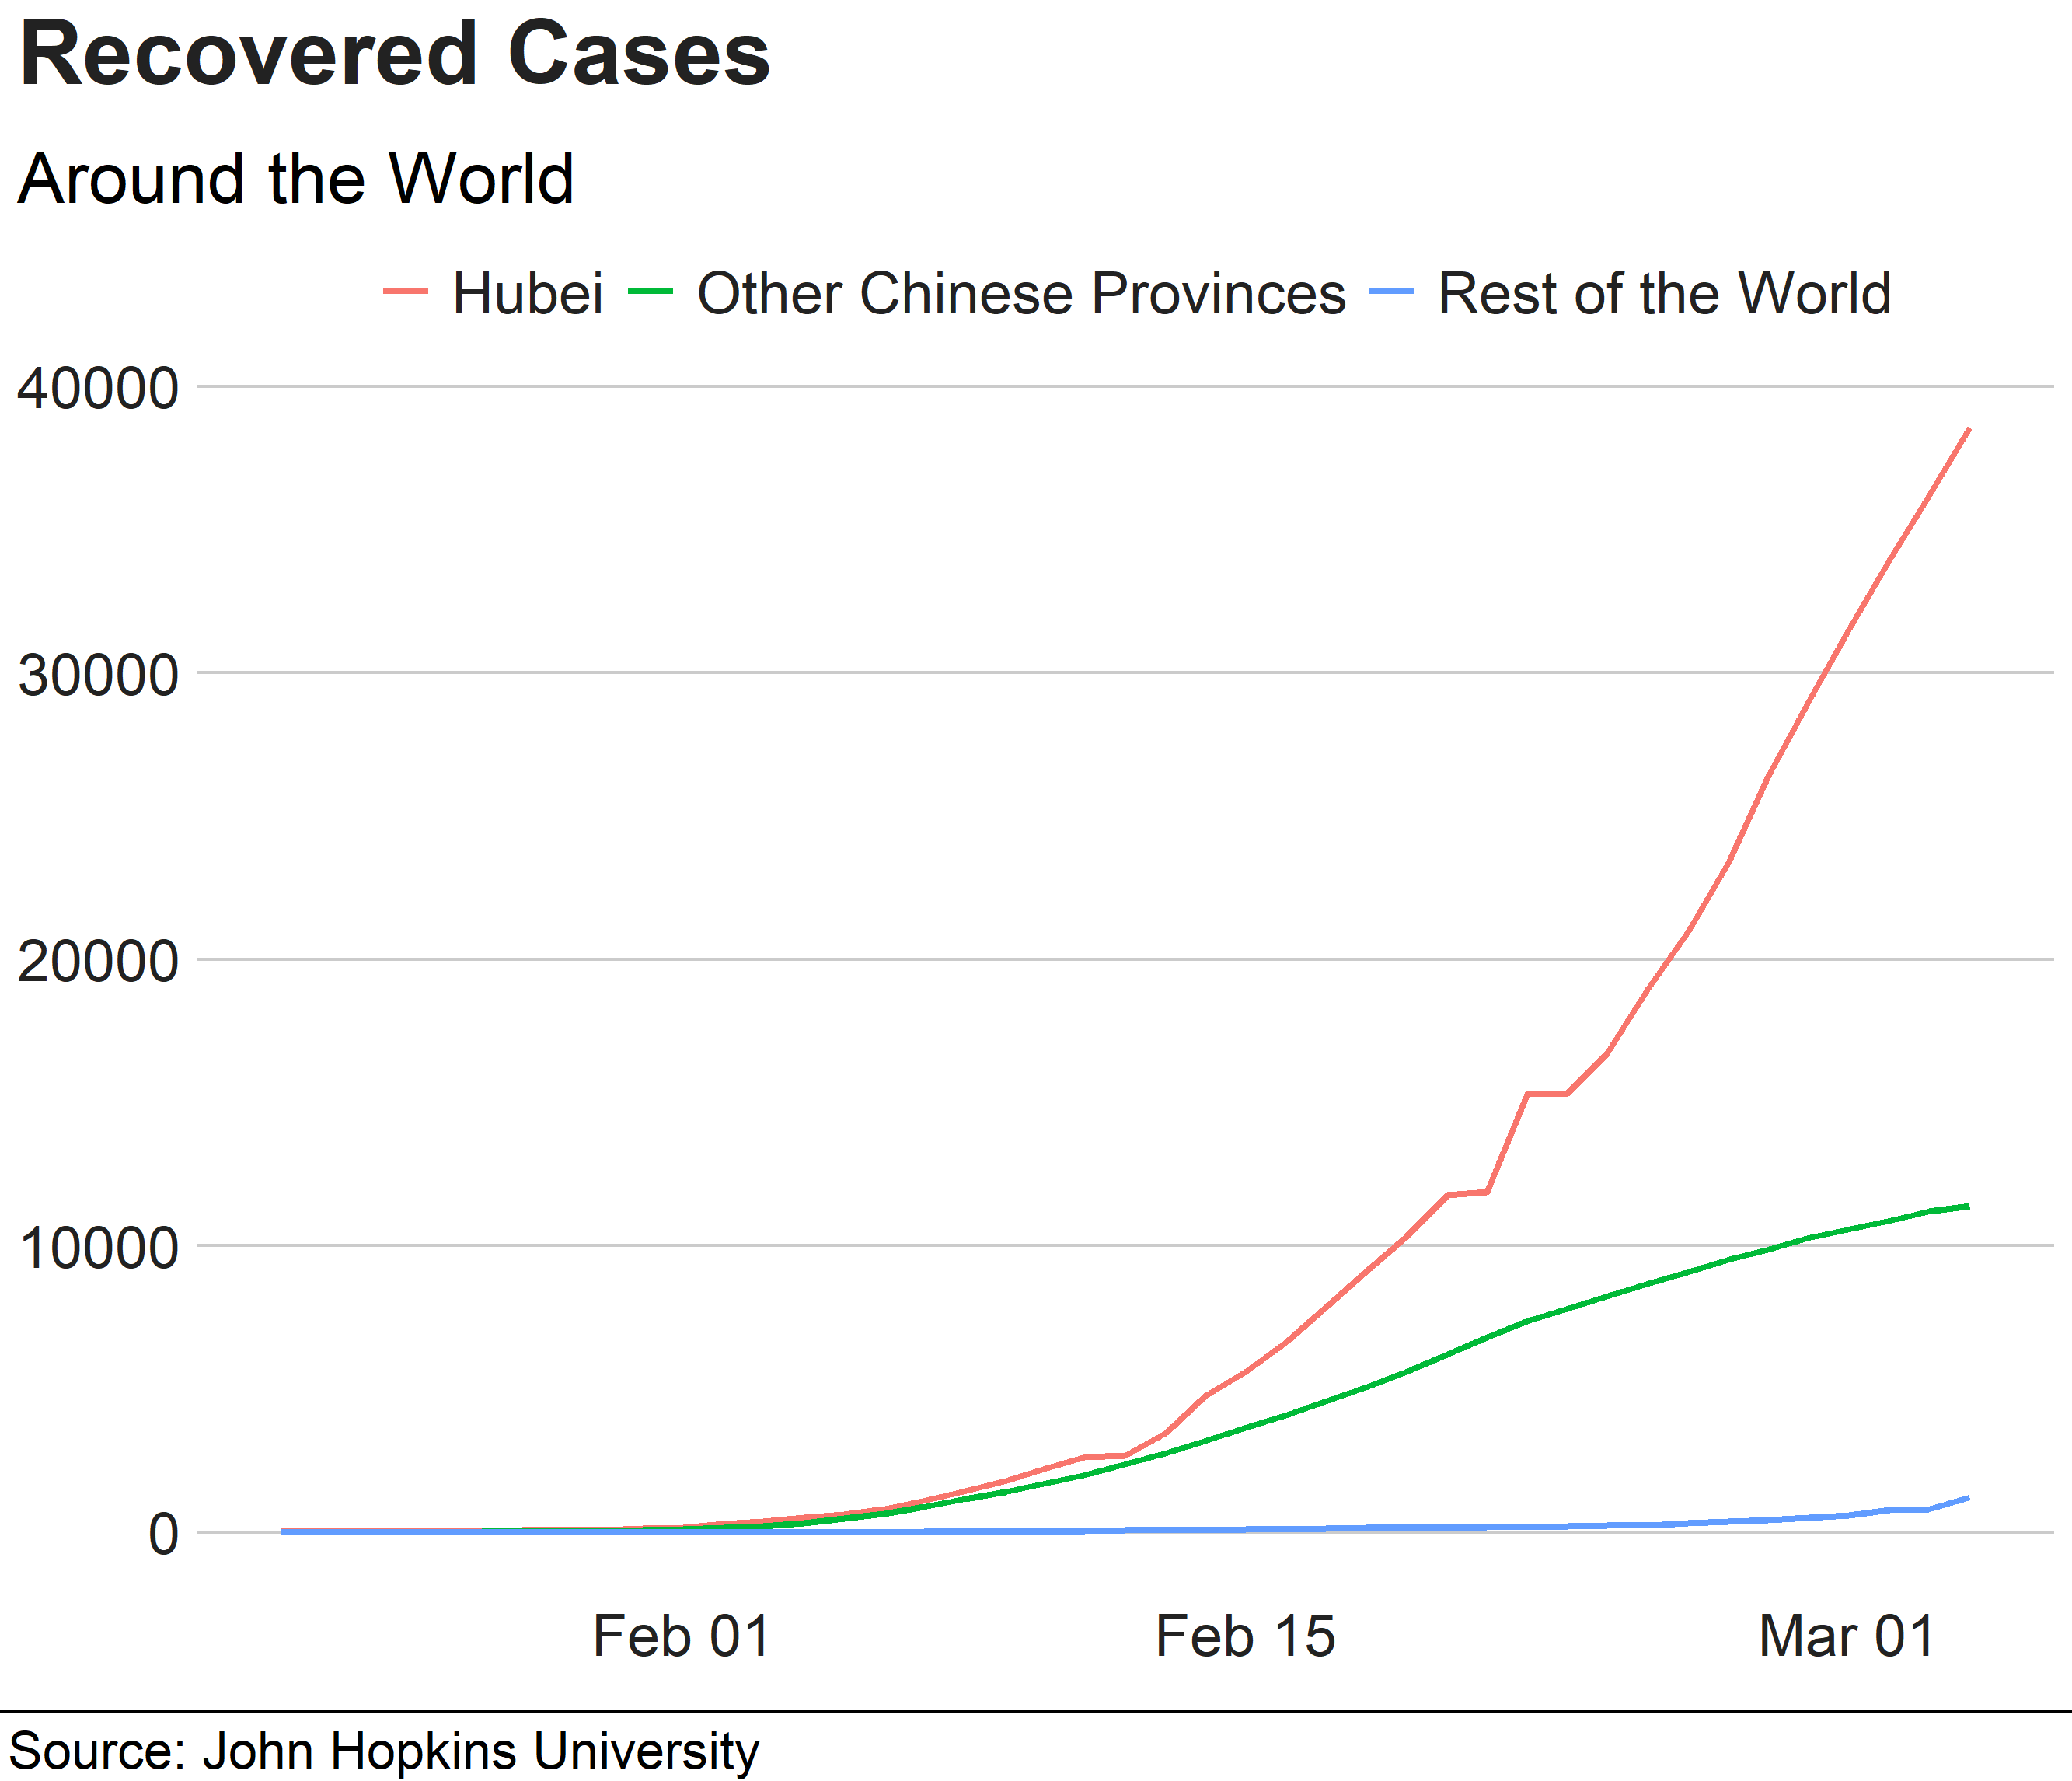 Recovered Cases
Around the World
Hubei Other Chinese Provinces Rest of the World
40000
30000
20000
10000
0
Feb 01 Feb 15 Mar 01
Source: John Hopkins University